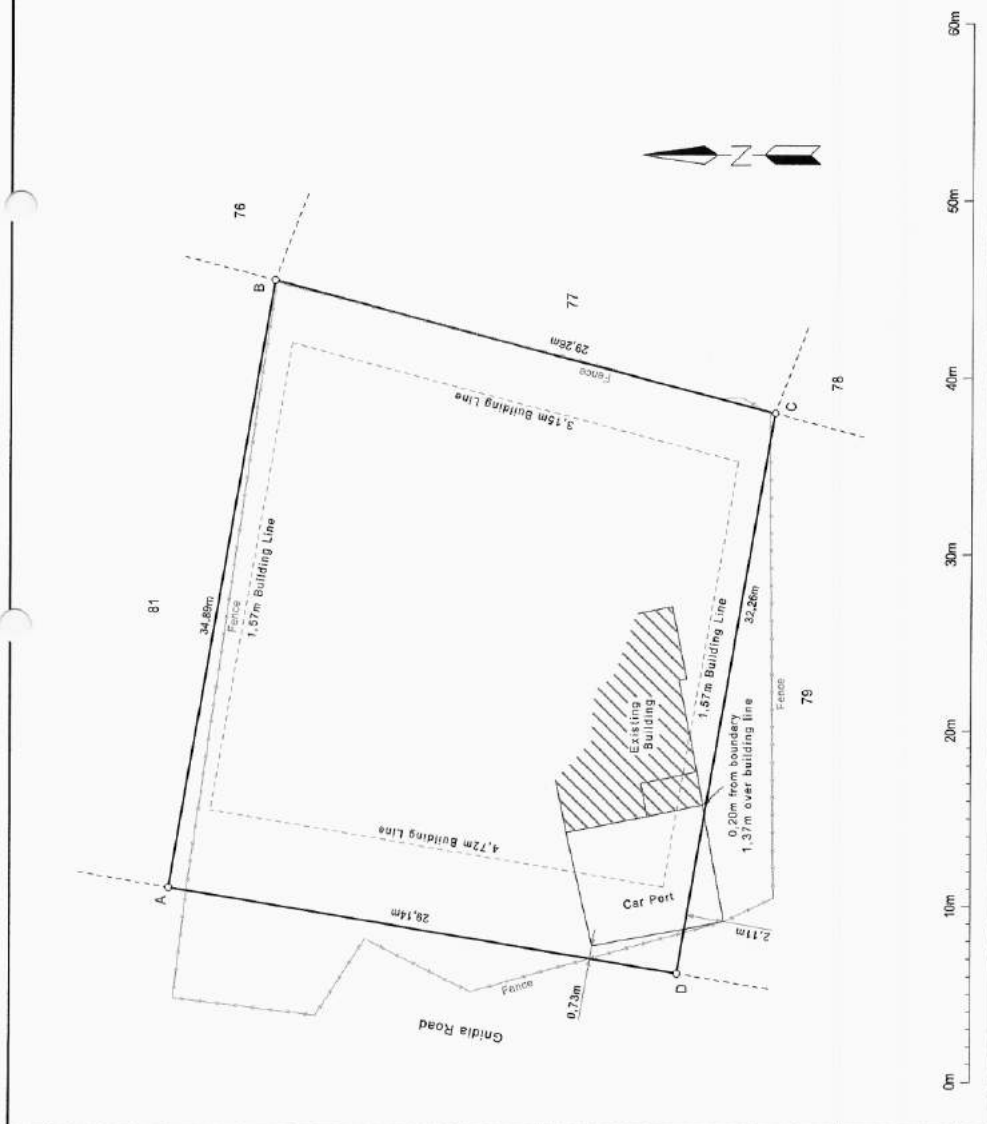 60m
50m
40m
30m
20m
10m
0m
N
76
77
78
79
81
A
B
C
D
34,89m
Fence
1,57m Building Line
29,28m
Fence
3,15m Building Line
29,14m
4,72m Building Line
32,26m
1,57m Building Line
Fence
Existing
Building
0,20m from boundary
1,37m over building line
Car Port
2,11m
0,73m
Fence
Gnidia Road